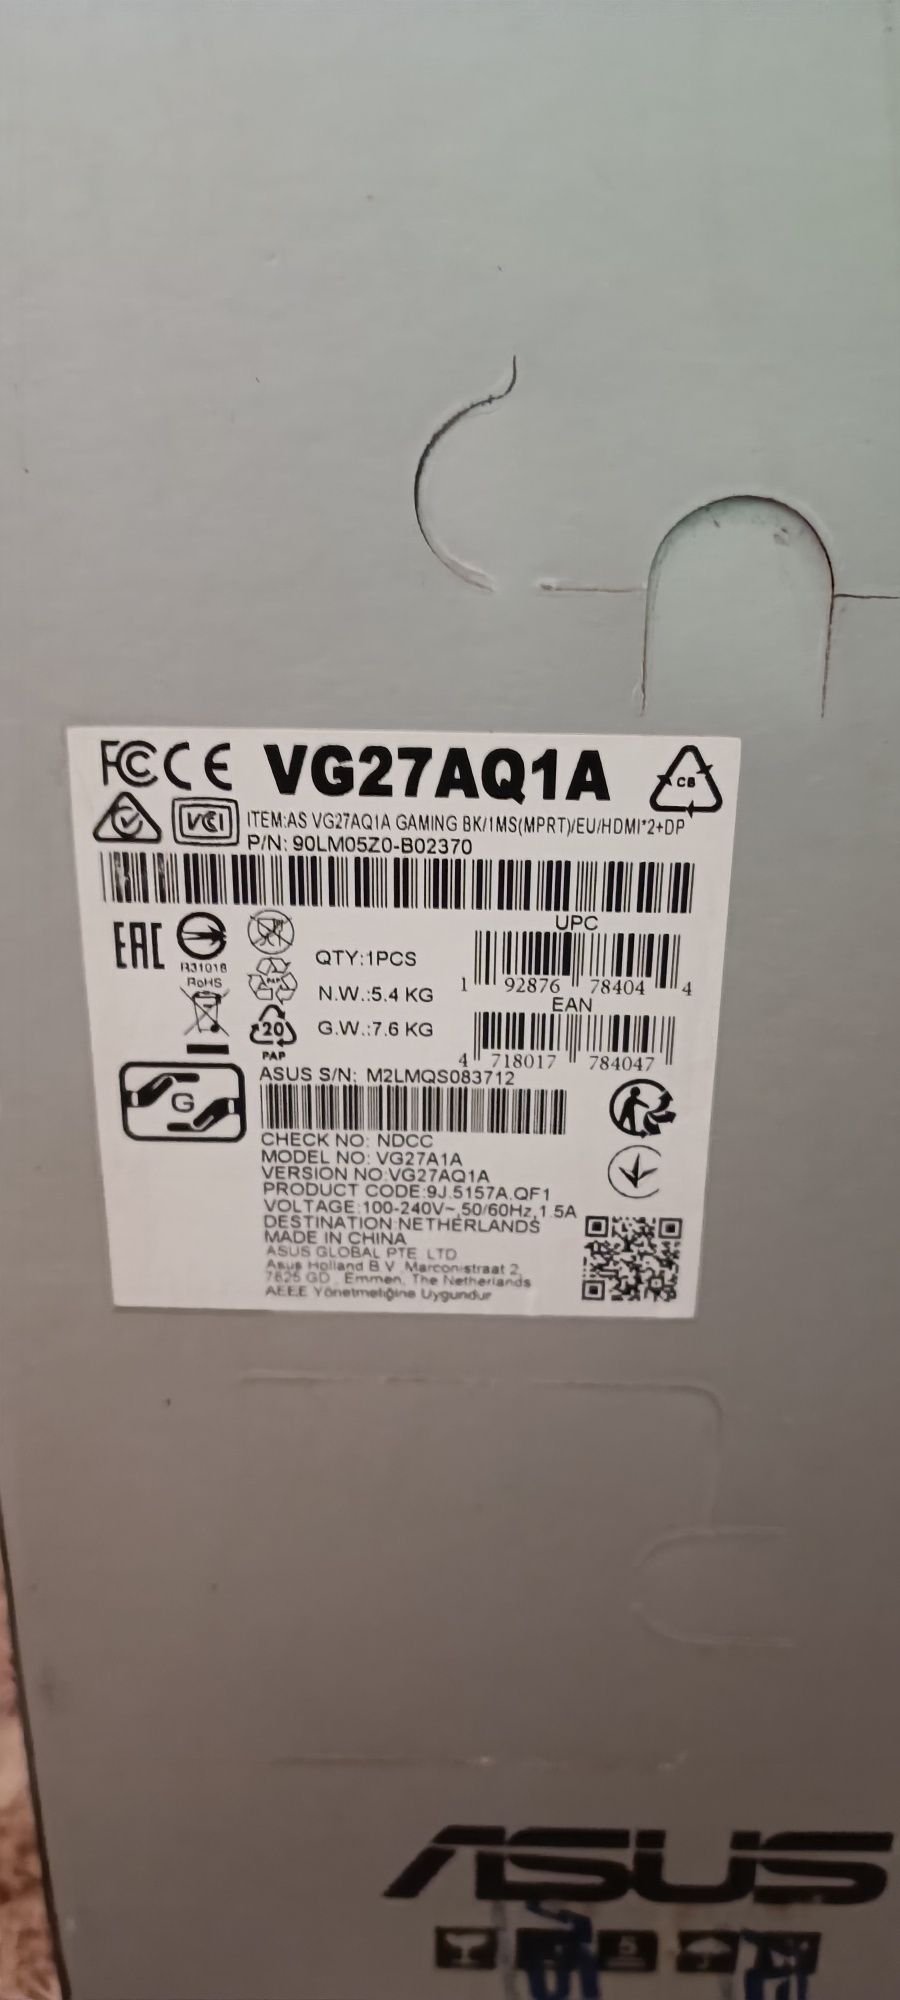 FC CE VG27AQ1A CB
VCCI ITEM:AS VG27AQ1A GAMING BK/1MS(MPRT)/EU/HDMI*2+DP
P/N: 90LM05Z0-B02370
UPC
EAC
R31018
RoHS
QTY:1PCS
1 92876 78404 4
N.W.:5.4 KG
EAN
20
PAP
G.W.:7.6 KG
4 718017 784047
ASUS S/N: M2LMQS083712
G
CHECK NO: NDCC
MODEL NO: VG27A1A
VERSION NO:VG27AQ1A
PRODUCT CODE:9J.5157A.QF1
VOLTAGE:100-240V~,50/60Hz,1.5A
DESTINATION:NETHERLANDS
MADE IN CHINA
ASUS GLOBAL PTE. LTD
Asus Holland B.V. Marconistraat 2,
7825 GD , Emmen, The Netherlands
AEEE Yönetmeliğine Uygundur
ASUS
5